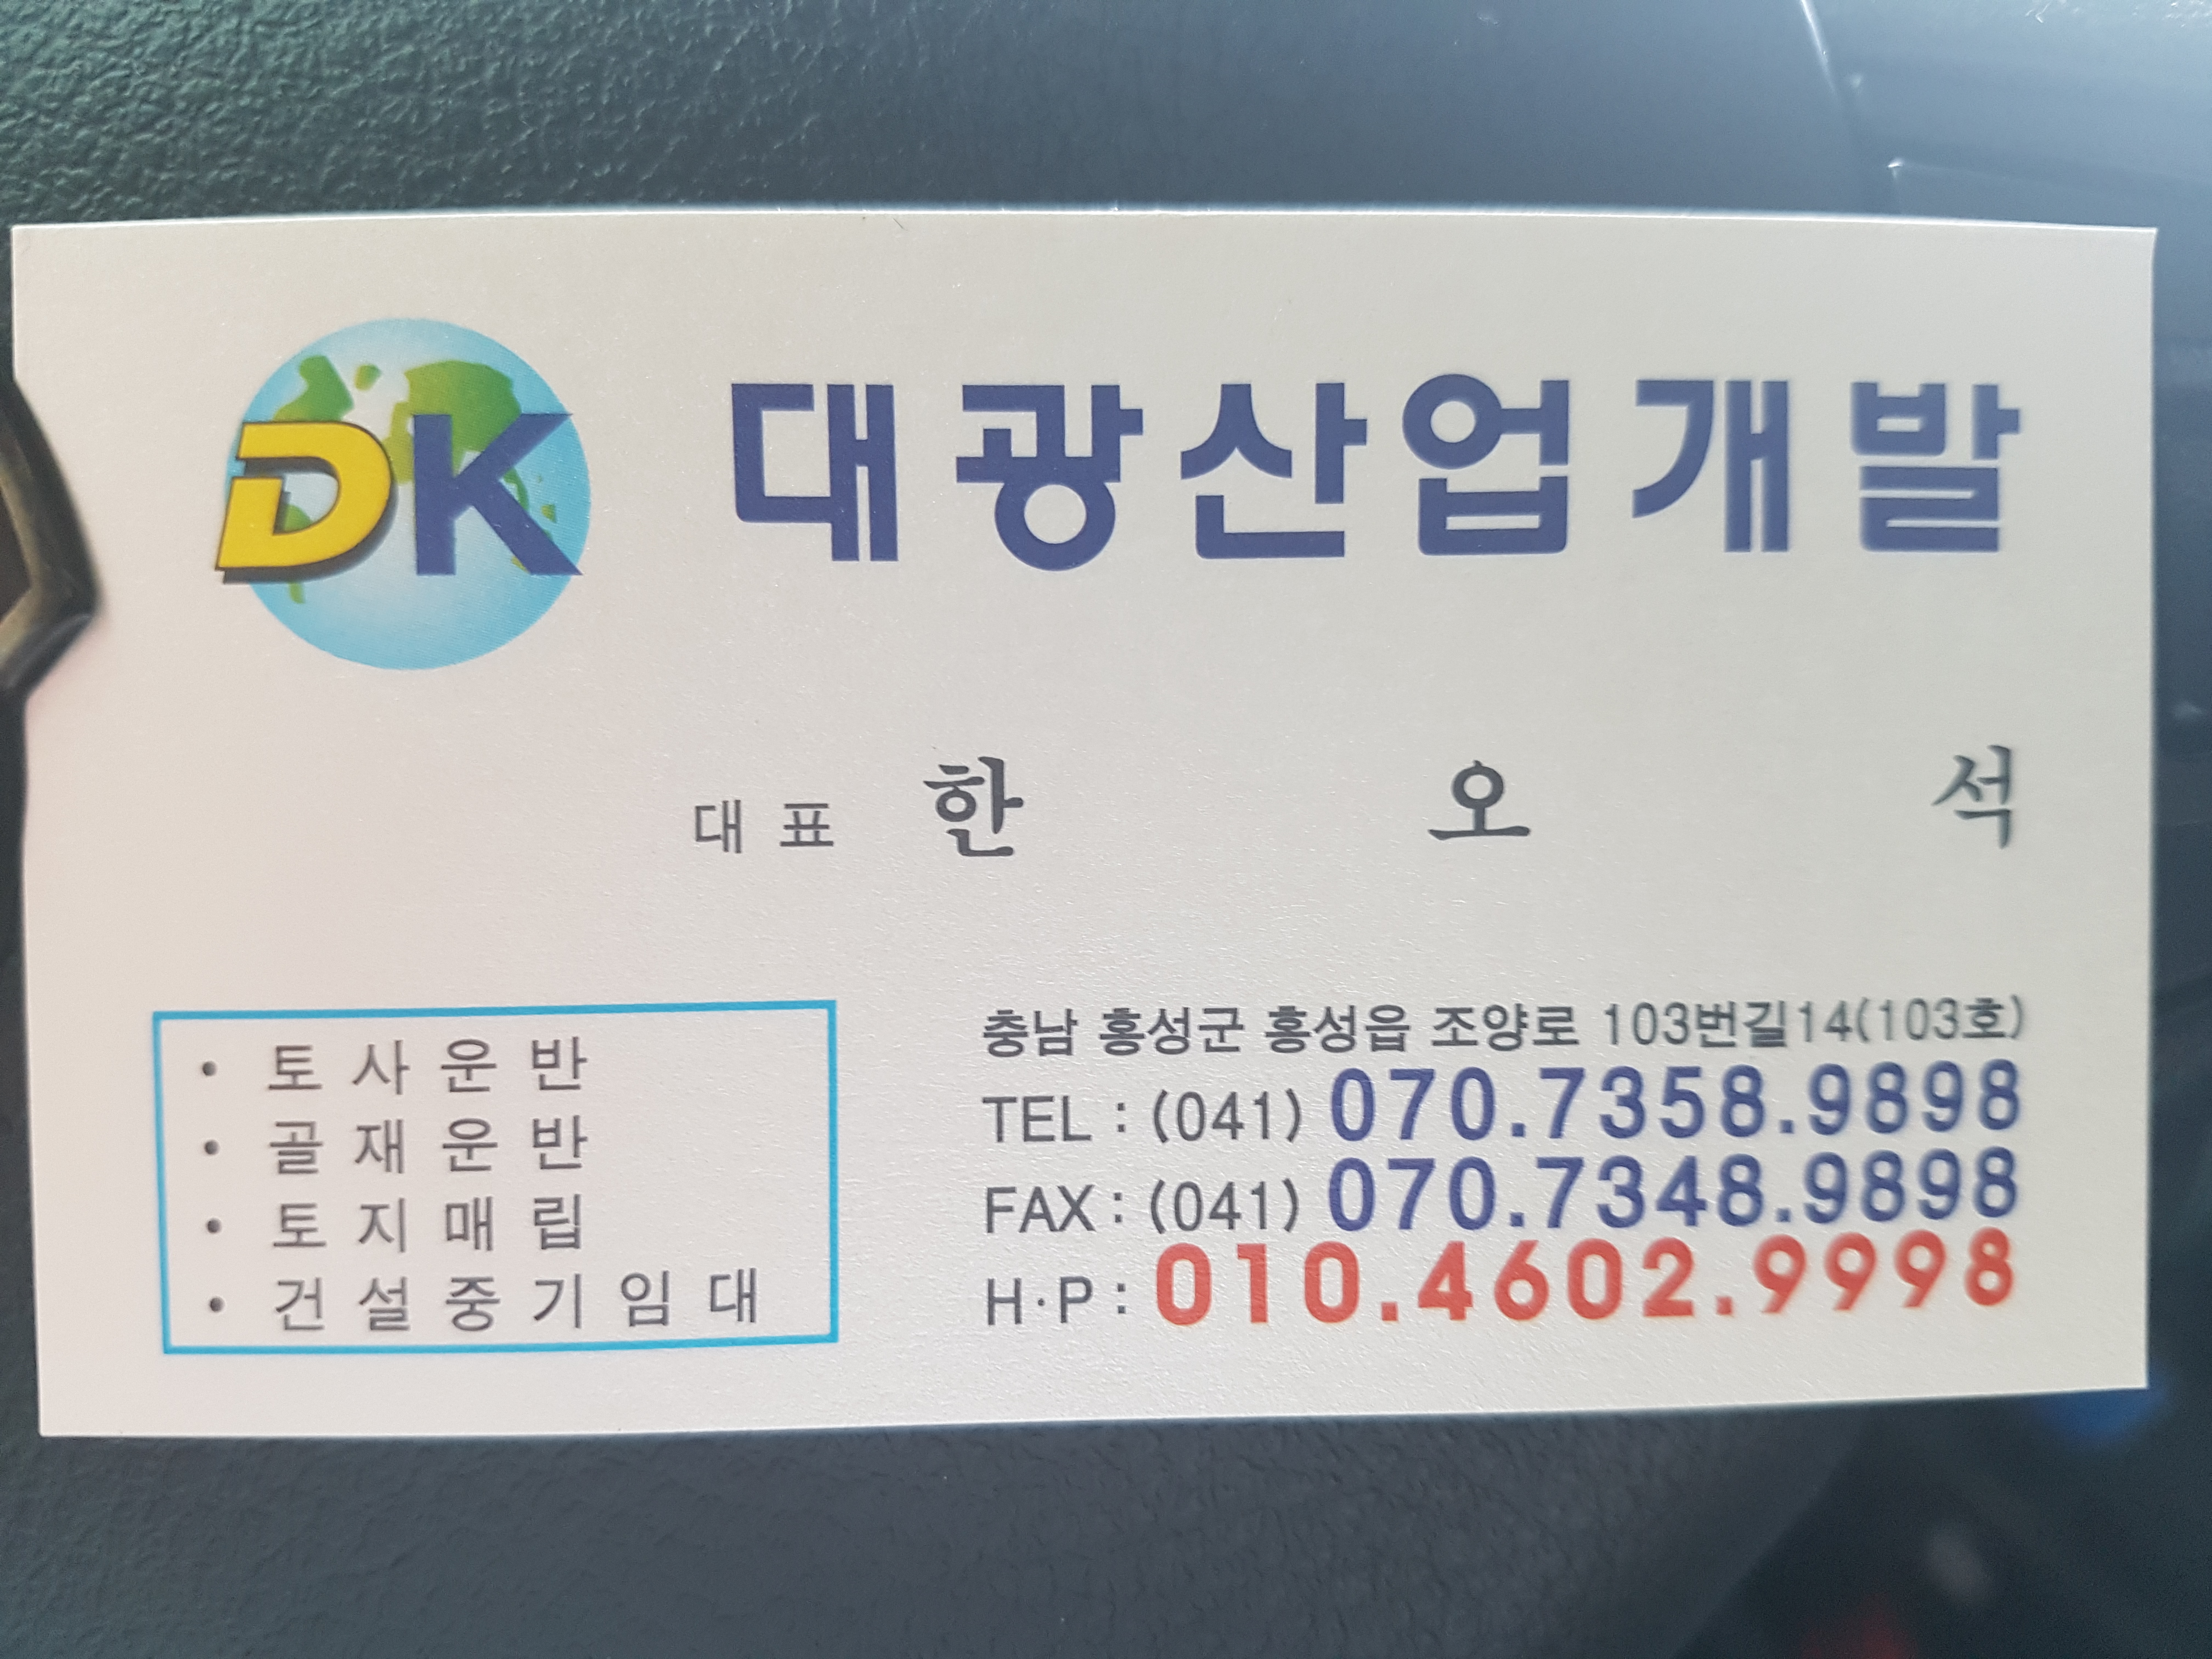 DK 대광산업개발
대표 한오석
• 토사운반
• 골재운반
• 토지매립
• 건설중기임대
충남 홍성군 홍성읍 조양로 103번길14(103호)
TEL : (041) 070.7358.9898
FAX : (041) 070.7348.9898
H·P : 010.4602.9998